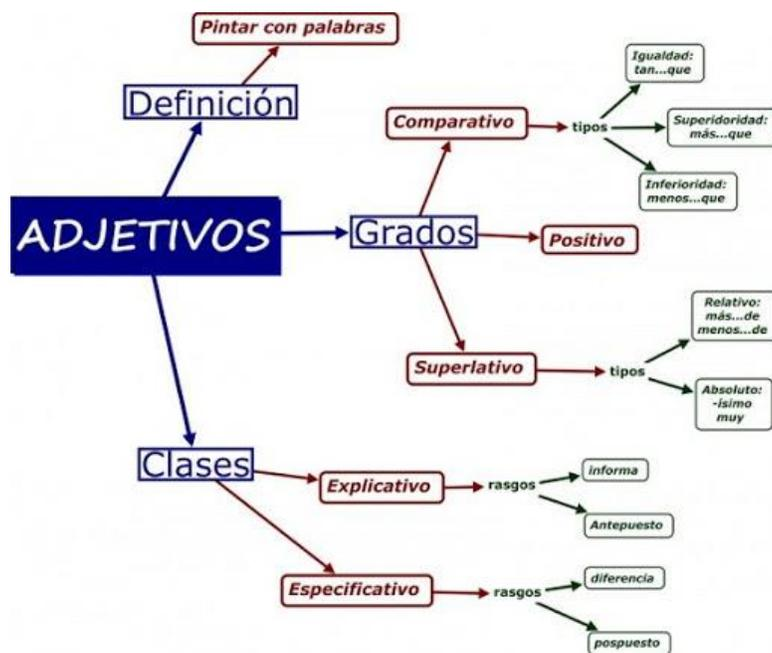 Pintar con palabras
Definición
ADJETIVOS
Grados
Comparativo
tipos
Igualdad:
tan...que
Superidoridad:
más...que
Inferioridad:
menos...que
Positivo
Superlativo
tipos
Relativo:
más...de
menos...de
Absoluto:
-ísimo
muy
Clases
Explicativo
rasgos
informa
Antepuesto
Especificativo
rasgos
diferencia
pospuesto